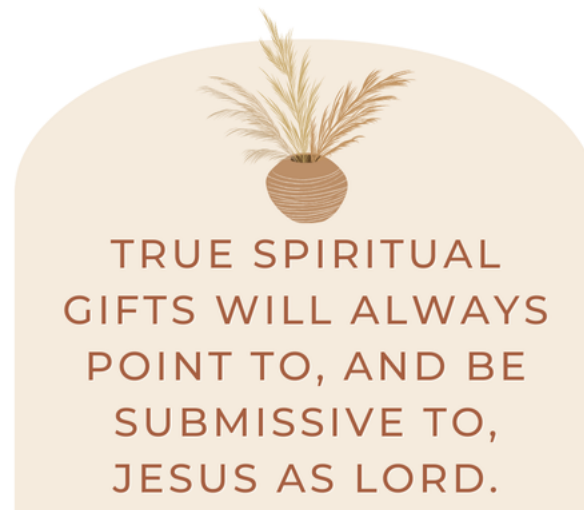 TRUE SPIRITUAL
GIFTS WILL ALWAYS
POINT TO, AND BE
SUBMISSIVE TO,
JESUS AS LORD.